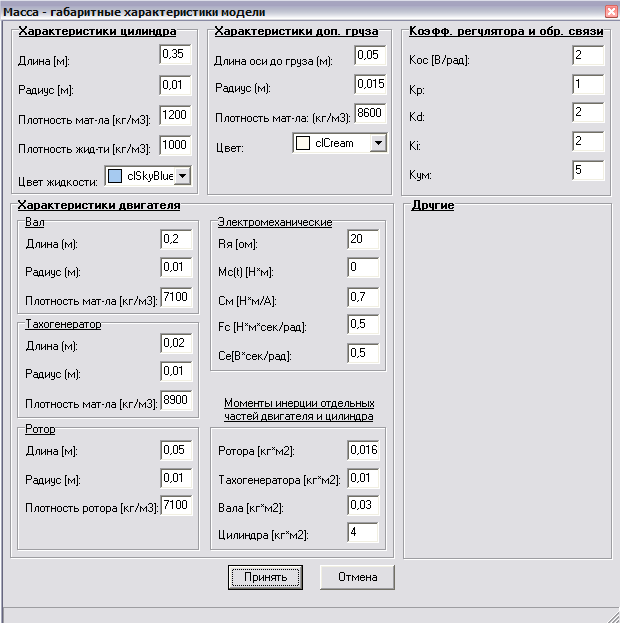 Масса - габаритные характеристики модели
Характеристики цилиндра
Длина [м]: 0,35
Радиус [м]: 0,01
Плотность мат-ла [кг/м3]: 1200
Плотность жид-ти [кг/м3]: 1000
Цвет жидкости: clSkyBlue
Характеристики доп. груза
Длина оси до груза (м): 0,05
Радиус (м): 0,015
Плотность мат-ла: (кг/м3): 8600
Цвет: clCream
Коэфф. регулятора и обр. связи
Кос [В/рад]: 2
Кр: 1
Kd: 2
Ki: 2
Кум: 5
Характеристики двигателя
Вал
Длина (м): 0,2
Радиус (м): 0,01
Плотность мат-ла [кг/м3]: 7100
Тахогенератор
Длина (м): 0,02
Радиус (м): 0,01
Плотность мат-ла (кг/м3): 8900
Ротор
Длина (м): 0,05
Радиус (м): 0,01
Плотность ротора (кг/м3): 7100
Электромеханические
Rя [ом]: 20
Mc(t) [Н*м]: 0
См [Н*м/А]: 0,7
Fc [Н*м*сек/рад]: 0,5
Ce[В*сек/рад]: 0,5
Моменты инерции отдельных
частей двигателя и цилиндра
Ротора [кг*м2]: 0,016
Тахогенератора [кг*м2]: 0,01
Вала [кг*м2]: 0,03
Цилиндра [кг*м2]: 4
Другие
Принять
Отмена